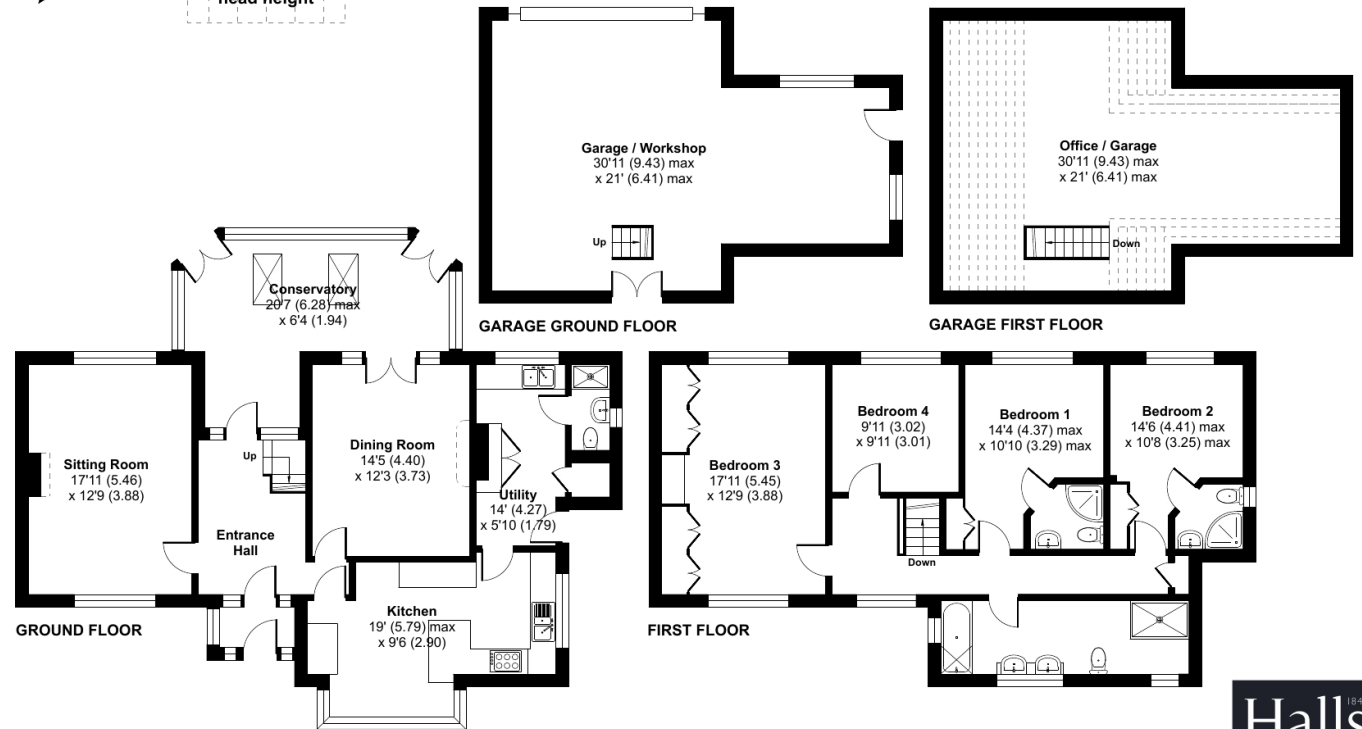 head height
Garage / Workshop
30'11 (9.43) max
x 21' (6.41) max
Up
GARAGE GROUND FLOOR
Office / Garage
30'11 (9.43) max
x 21' (6.41) max
Down
GARAGE FIRST FLOOR
Conservatory
20'7 (6.28) max
x 6'4 (1.94)
Sitting Room
17'11 (5.46)
x 12'9 (3.88)
Up
Entrance
Hall
Dining Room
14'5 (4.40)
x 12'3 (3.73)
Utility
14' (4.27)
x 5'10 (1.79)
Kitchen
19' (5.79) max
x 9'6 (2.90)
GROUND FLOOR
Bedroom 3
17'11 (5.45)
x 12'9 (3.88)
Bedroom 4
9'11 (3.02)
x 9'11 (3.01)
Bedroom 1
14'4 (4.37) max
x 10'10 (3.29) max
Bedroom 2
14'6 (4.41) max
x 10'8 (3.25) max
Down
FIRST FLOOR
Halls
184